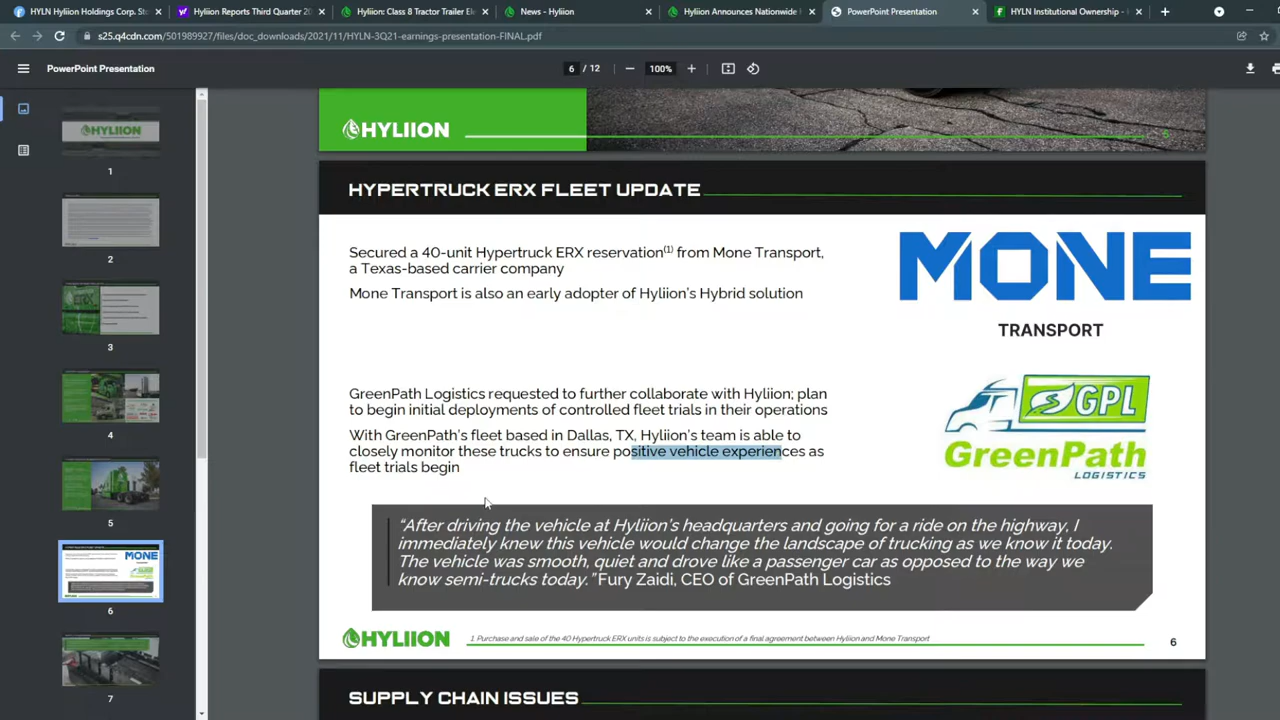 HYLN Holdings Corp. St
Hyliion Reports Third Quarter 20
Hyliion: Class 8 Tractor Trailer Ele
News - Hyliion
Hyliion Announces Nationwide
PowerPoint Presentation
HYLN Institutional Ownership -
s25.q4cdn.com/501989927/files/doc_downloads/2021/11/HYLN-3Q21-earnings-presentation-FINAL.pdf
PowerPoint Presentation
6 / 12
100%
HYLIION
1
2
3
4
5
6
7
HYLIION
5
HYPERTRUCK ERX FLEET UPDATE
Secured a 40-unit Hypertruck ERX reservation(1) from Mone Transport,
a Texas-based carrier company
Mone Transport is also an early adopter of Hyliion's Hybrid solution
MONE
TRANSPORT
GreenPath Logistics requested to further collaborate with Hyliion; plan
to begin initial deployments of controlled fleet trials in their operations
With GreenPath's fleet based in Dallas, TX, Hyliion's team is able to
closely monitor these trucks to ensure positive vehicle experiences as
fleet trials begin
GPL
GreenPath
LOGISTICS
"After driving the vehicle at Hyliion's headquarters and going for a ride on the highway, I
immediately knew this vehicle would change the landscape of trucking as we know it today.
The vehicle was smooth, quiet and drove like a passenger car as opposed to the way we
know semi-trucks today." Fury Zaidi, CEO of GreenPath Logistics
HYLIION
1. Purchase and sale of the 40 Hypertruck ERX units is subject to the execution of a final agreement between Hyliion and Mone Transport
6
SUPPLY CHAIN ISSUES